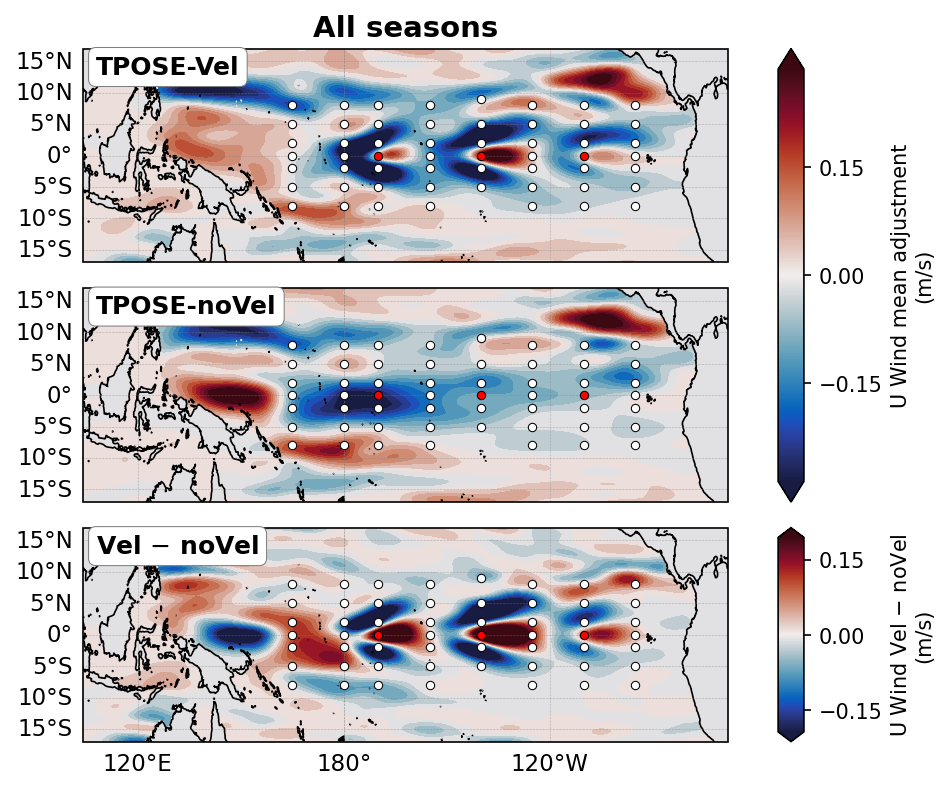 All seasons
TPOSE-Vel
15°N
10°N
5°N
0°
5°S
10°S
15°S
TPOSE-noVel
15°N
10°N
5°N
0°
5°S
10°S
15°S
Vel − noVel
15°N
10°N
5°N
0°
5°S
10°S
15°S
120°E
180°
120°W
0.15
0.00
−0.15
U Wind mean adjustment
(m/s)
0.15
0.00
−0.15
U Wind Vel − noVel
(m/s)